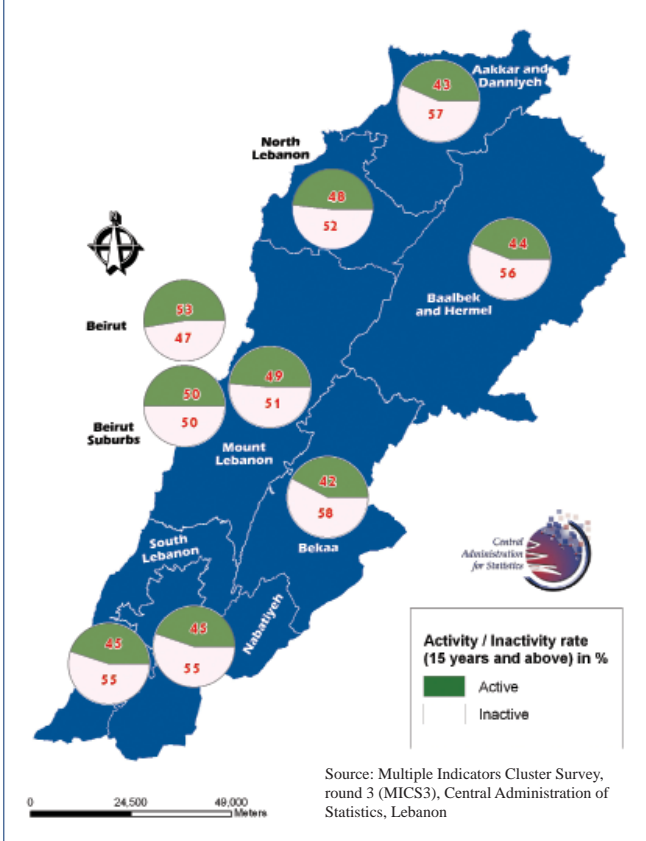 Aakkar and
Danniyeh
43
57
North
Lebanon
48
52
44
56
Baalbek
and Hermel
Beirut
53
47
49
51
Beirut
Suburbs
50
50
Mount
Lebanon
42
58
Bekaa
South
Lebanon
Nabatiyeh
45
55
45
55
Central
Administration
for Statistics
Activity / Inactivity rate
(15 years and above) in %
Active
Inactive
Source: Multiple Indicators Cluster Survey,
round 3 (MICS3), Central Administration of
Statistics, Lebanon
0 24,500 49,000
Meters